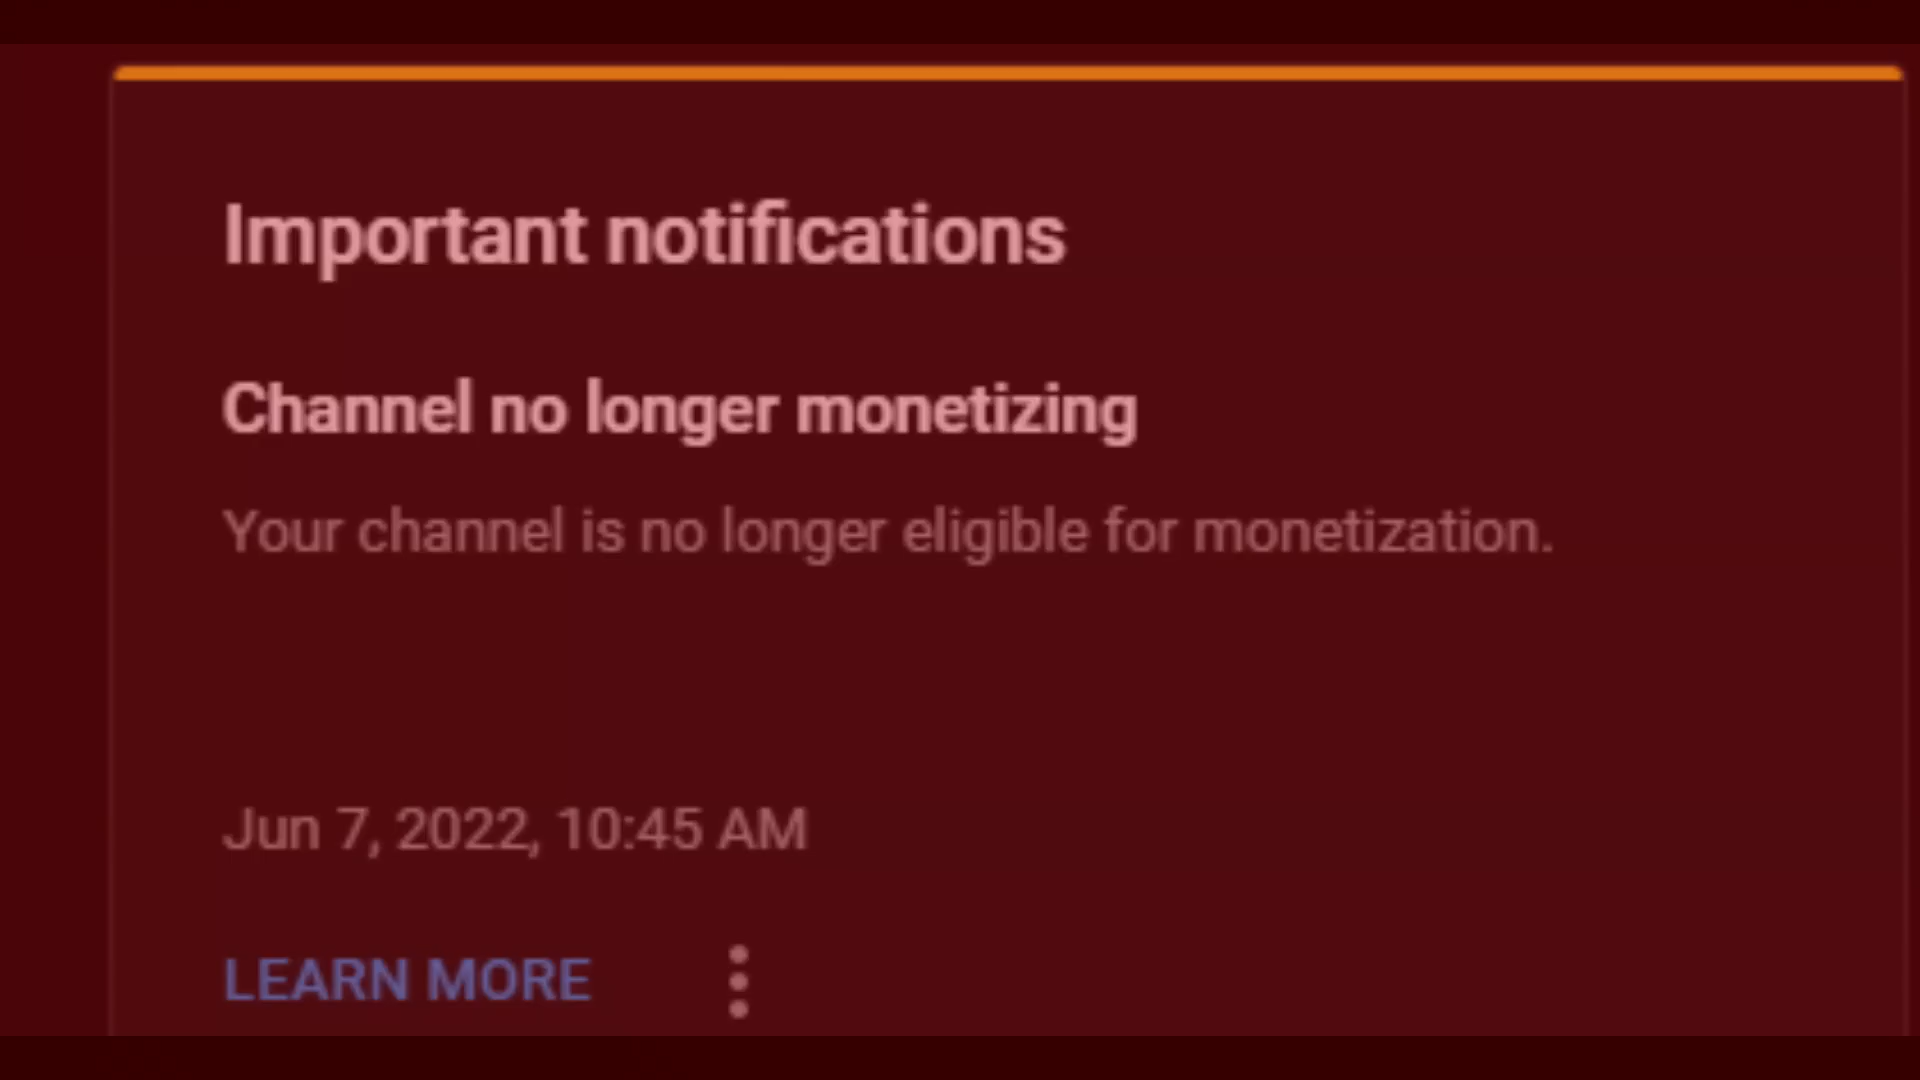 Important notifications
Channel no longer monetizing
Your channel is no longer eligible for monetization.
Jun 7, 2022, 10:45 AM
LEARN MORE